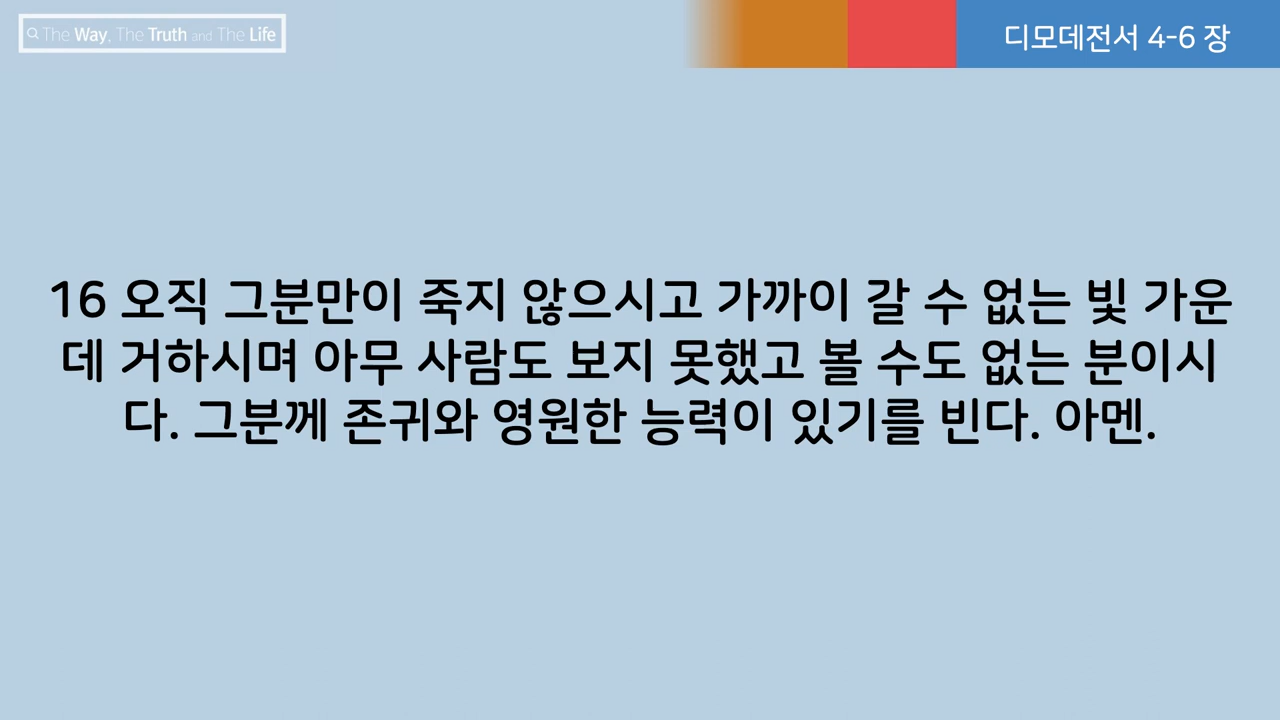 The Way, The Truth and The Life
디모데전서 4-6 장
16 오직 그분만이 죽지 않으시고 가까이 갈 수 없는 빛 가운
데 거하시며 아무 사람도 보지 못했고 볼 수도 없는 분이시
다. 그분께 존귀와 영원한 능력이 있기를 빈다. 아멘.